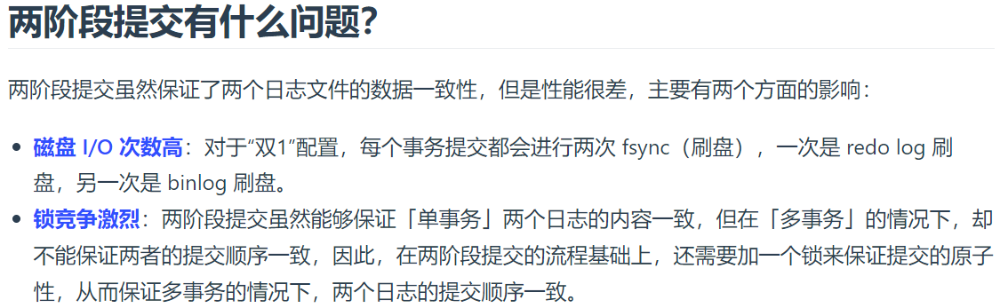 两阶段提交有什么问题？
两阶段提交虽然保证了两个日志文件的数据一致性，但是性能很差，主要有两个方面的影响：
磁盘 I/O 次数高：对于“双1”配置，每个事务提交都会进行两次 fsync（刷盘），一次是 redo log 刷
盘，另一次是 binlog 刷盘。
锁竞争激烈：两阶段提交虽然能够保证「单事务」两个日志的内容一致，但在「多事务」的情况下，却
不能保证两者的提交顺序一致，因此，在两阶段提交的流程基础上，还需要加一个锁来保证提交的原子
性，从而保证多事务的情况下，两个日志的提交顺序一致。